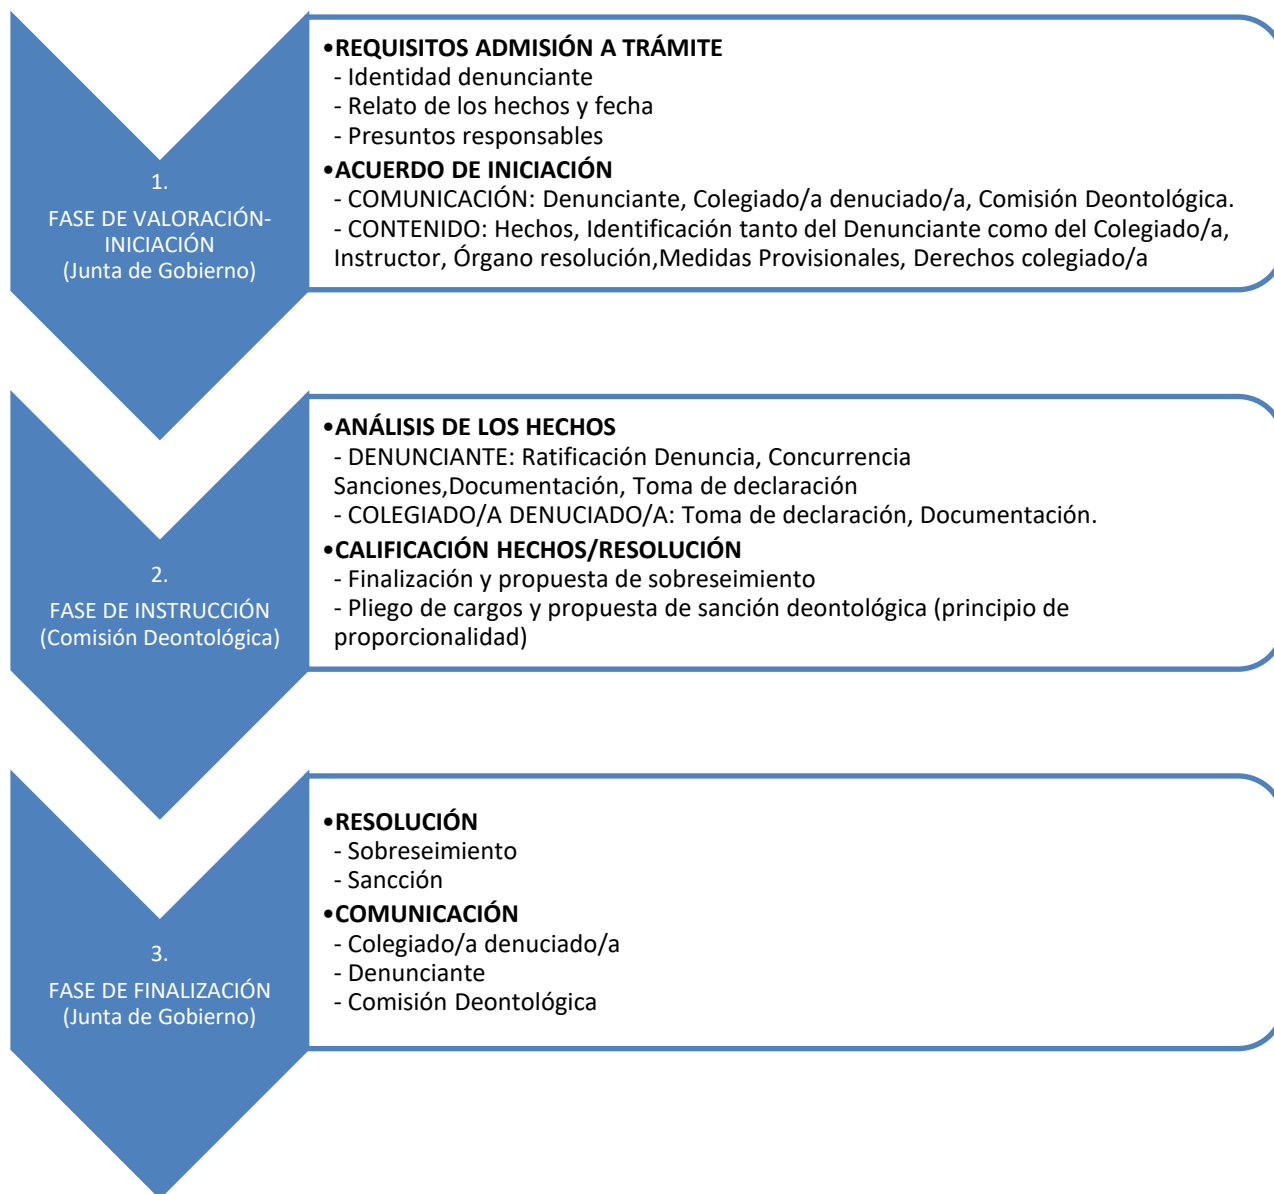 1.
FASE DE VALORACIÓN-
INICIACIÓN
(Junta de Gobierno)
•REQUISITOS ADMISIÓN A TRÁMITE
- Identidad denunciante
- Relato de los hechos y fecha
- Presuntos responsables
•ACUERDO DE INICIACIÓN
- COMUNICACIÓN: Denunciante, Colegiado/a denuciado/a, Comisión Deontológica.
- CONTENIDO: Hechos, Identificación tanto del Denunciante como del Colegiado/a,
Instructor, Órgano resolución,Medidas Provisionales, Derechos colegiado/a
2.
FASE DE INSTRUCCIÓN
(Comisión Deontológica)
•ANÁLISIS DE LOS HECHOS
- DENUNCIANTE: Ratificación Denuncia, Concurrencia
Sanciones,Documentación, Toma de declaración
- COLEGIADO/A DENUCIADO/A: Toma de declaración, Documentación.
•CALIFICACIÓN HECHOS/RESOLUCIÓN
- Finalización y propuesta de sobreseimiento
- Pliego de cargos y propuesta de sanción deontológica (principio de
proporcionalidad)
3.
FASE DE FINALIZACIÓN
(Junta de Gobierno)
•RESOLUCIÓN
- Sobreseimiento
- Sancción
•COMUNICACIÓN
- Colegiado/a denuciado/a
- Denunciante
- Comisión Deontológica